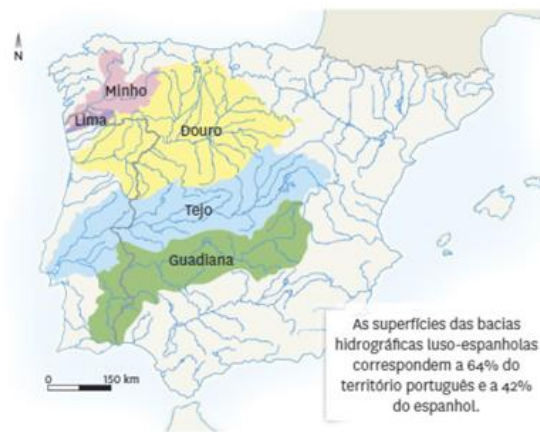 N
Minho
Lima
Douro
Tejo
Guadiana
0 150 km
As superfícies das bacias
hidrográficas luso-espanholas
correspondem a 64% do
território português e a 42%
do espanhol.